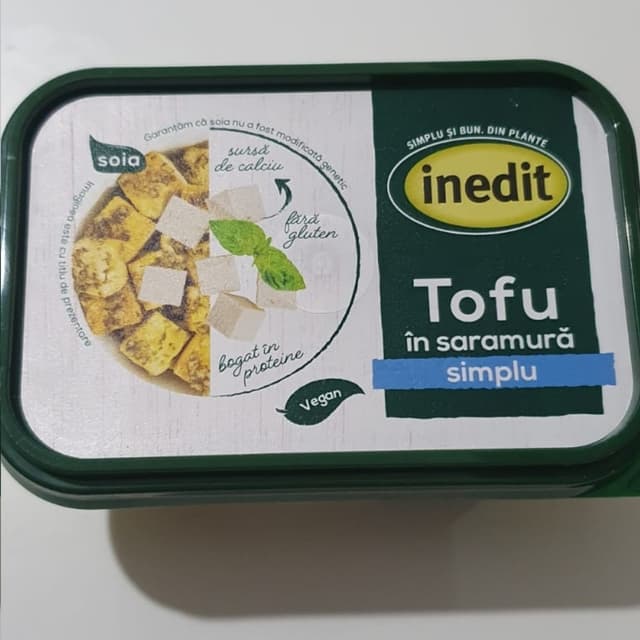 Garantăm că soia nu a fost modificată genetic
soia
sursă
de calciu
fără
gluten
bogat în
proteine
Imaginea este cu titlu de prezentare
Vegan
SIMPLU ȘI BUN. DIN PLANTE
inedit
Tofu
în saramură
simplu